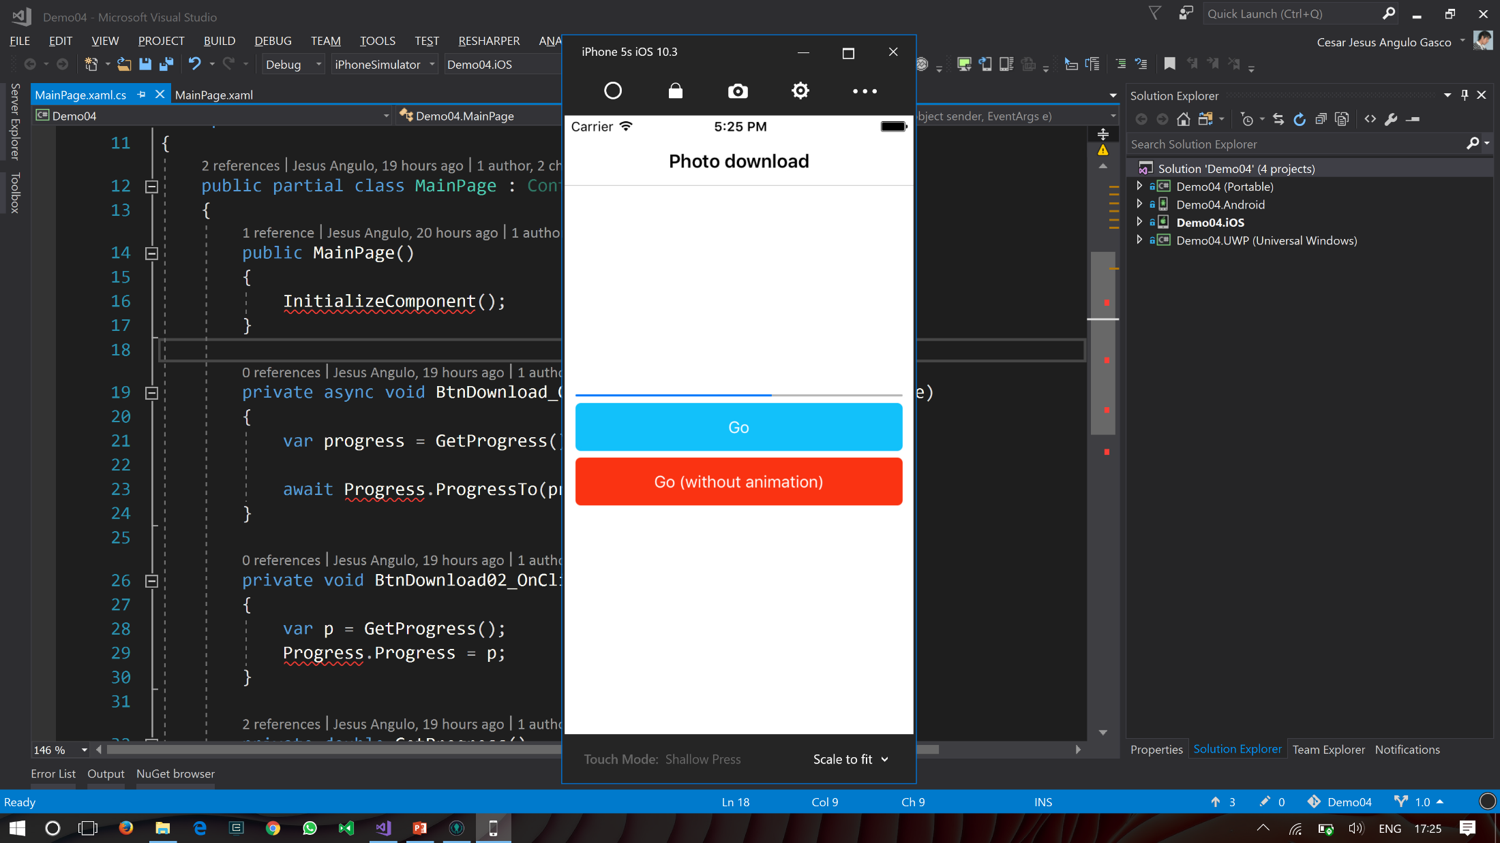 Demo04 - Microsoft Visual Studio
Quick Launch (Ctrl+Q)
FILE EDIT VIEW PROJECT BUILD DEBUG TEAM TOOLS TEST RESHARPER ANA
Cesar Jesus Angulo Gasco
Debug iPhoneSimulator Demo04.iOS
Server Explorer
Toolbox
MainPage.xaml.cs MainPage.xaml
Demo04 Demo04.MainPage bject sender, EventArgs e)
11 {
2 references | Jesus Angulo, 19 hours ago | 1 author, 2 ch
12 public partial class MainPage : Con
13 {
1 reference | Jesus Angulo, 20 hours ago | 1 autho
14 public MainPage()
15 {
16 InitializeComponent();
17 }
18
0 references | Jesus Angulo, 19 hours ago | 1 autho
19 private async void BtnDownload_ e)
20 {
21 var progress = GetProgress(
22
23 await Progress.ProgressTo(p
24 }
25
0 references | Jesus Angulo, 19 hours ago | 1 autho
26 private void BtnDownload02_OnCli
27 {
28 var p = GetProgress();
29 Progress.Progress = p;
30 }
31
2 references | Jesus Angulo, 19 hours ago | 1 autho
146 %
iPhone 5s iOS 10.3
Carrier 5:25 PM
Photo download
Go
Go (without animation)
Touch Mode: Shallow Press Scale to fit
Solution Explorer
Search Solution Explorer
Solution 'Demo04' (4 projects)
Demo04 (Portable)
Demo04.Android
Demo04.iOS
Demo04.UWP (Universal Windows)
Properties Solution Explorer Team Explorer Notifications
Error List Output NuGet browser
Ready Ln 18 Col 9 Ch 9 INS 3 0 Demo04 1.0
ENG 17:25